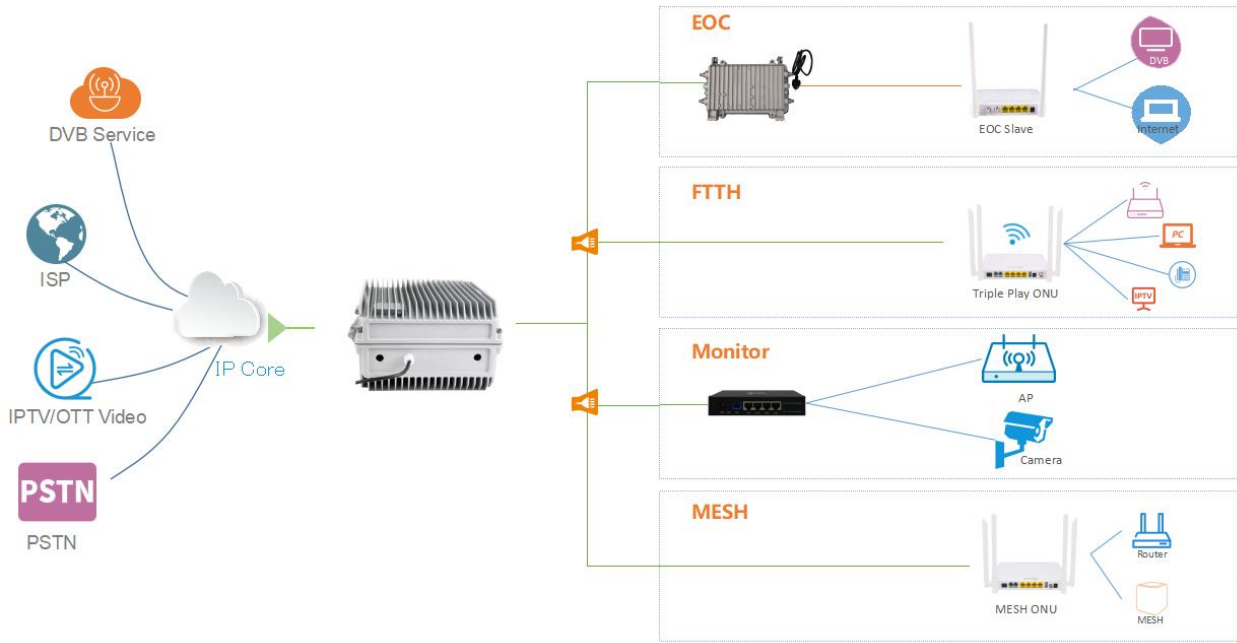 DVB Service
ISP
IPTV/OTT Video
PSTN
PSTN
IP Core
EOC
EOC Slave
DVB
Internet
FTTH
Triple Play ONU
PC
IPTV
Monitor
AP
Camera
MESH
MESH ONU
Router
MESH